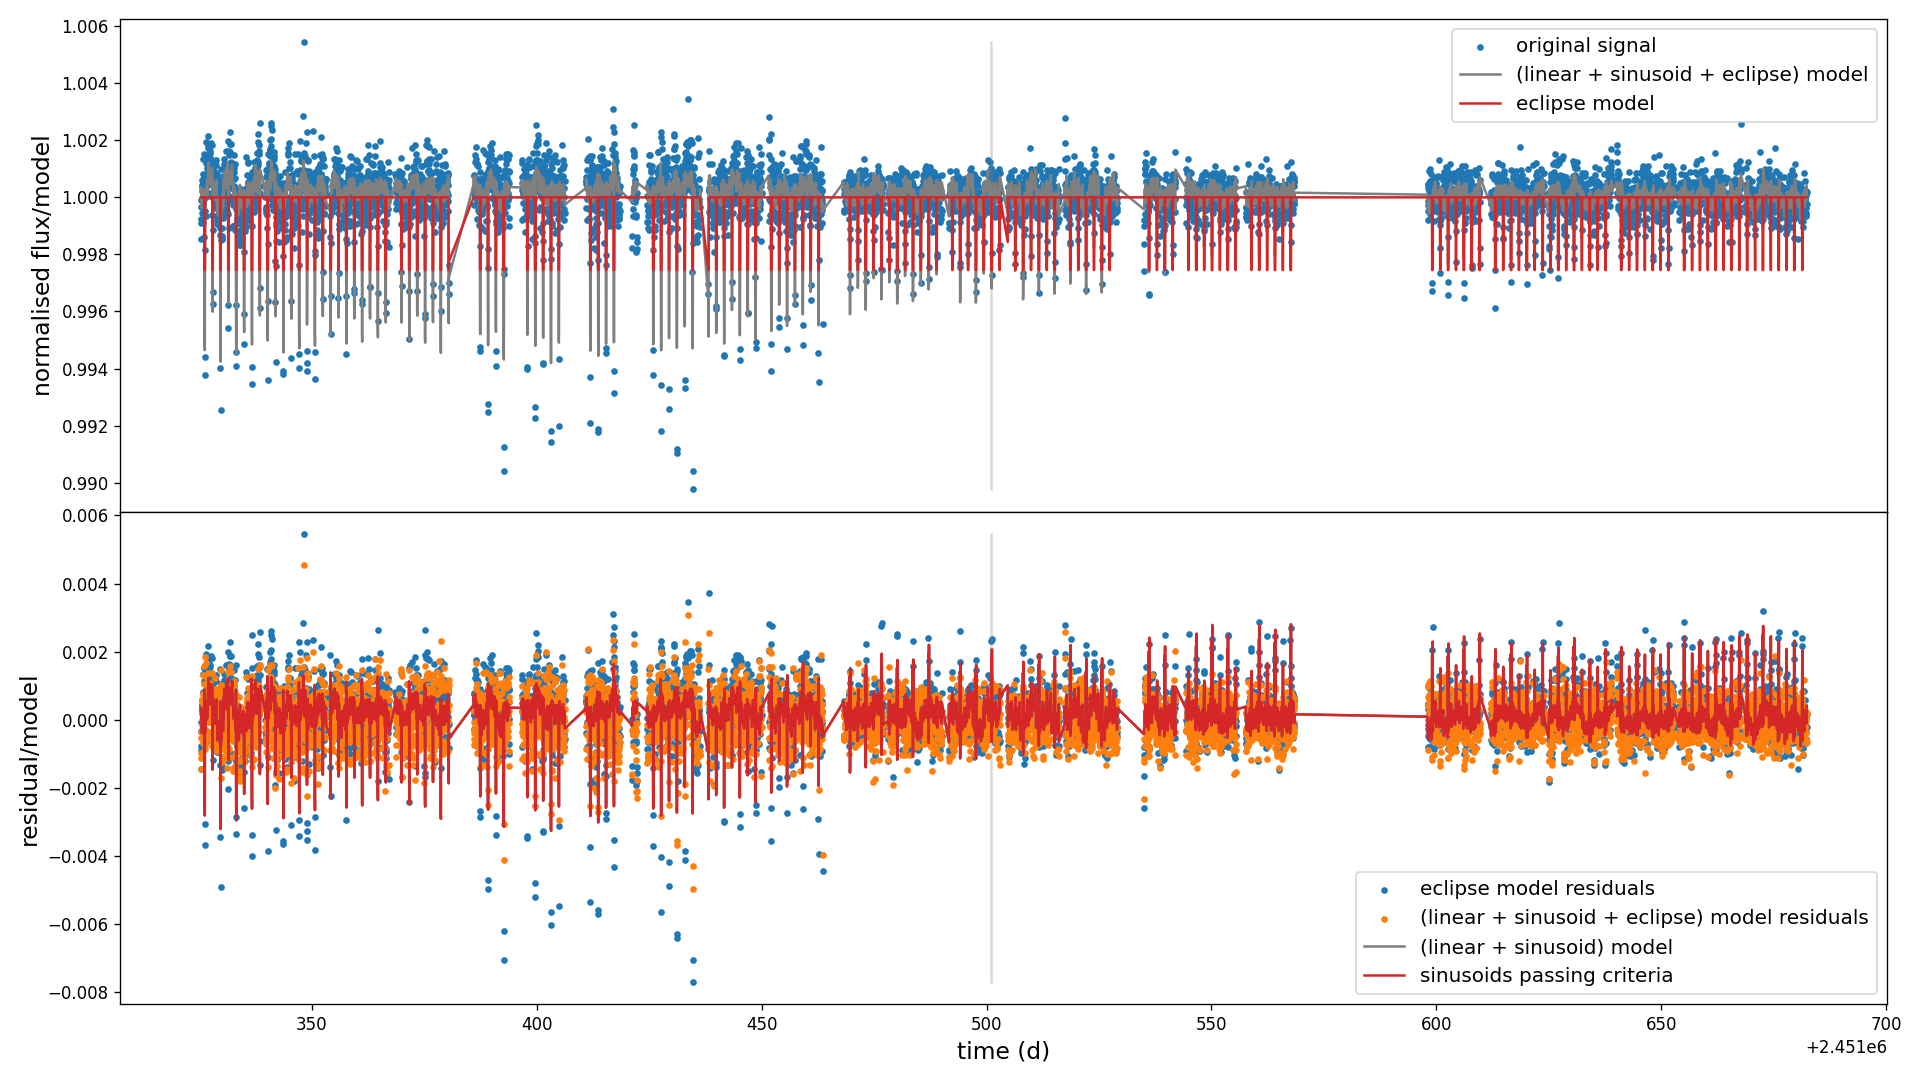 1.006
1.004
1.002
1.000
0.998
0.996
0.994
0.992
0.990
normalised flux/model
original signal
(linear + sinusoid + eclipse) model
eclipse model
0.006
0.004
0.002
0.000
−0.002
−0.004
−0.006
−0.008
residual/model
eclipse model residuals
(linear + sinusoid + eclipse) model residuals
(linear + sinusoid) model
sinusoids passing criteria
350
400
450
500
550
600
650
700
time (d)
+2.451e6